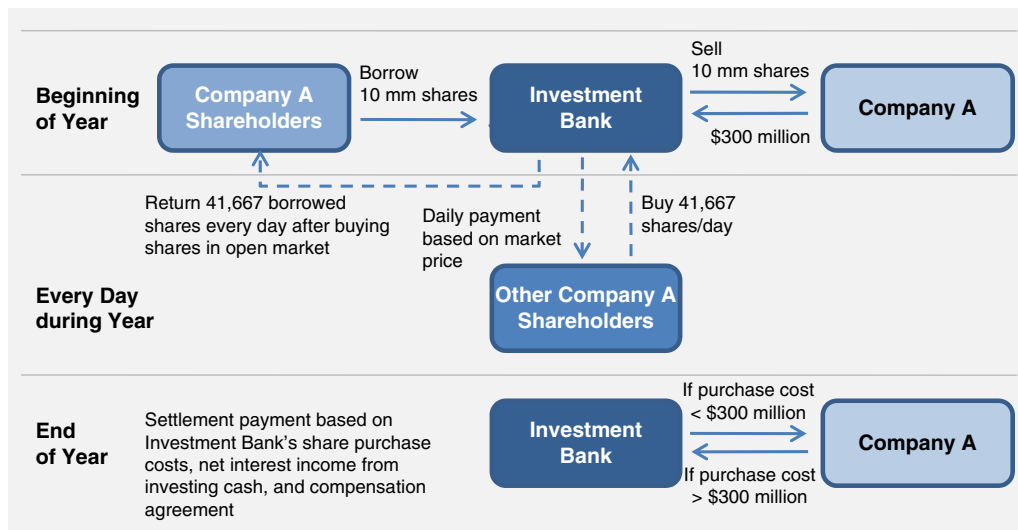 Beginning
of Year
Company A
Shareholders
Borrow
10 mm shares
Investment
Bank
Sell
10 mm shares
$300 million
Company A
Return 41,667 borrowed
shares every day after buying
shares in open market
Daily payment
based on market
price
Buy 41,667
shares/day
Every Day
during Year
Other Company A
Shareholders
End
of Year
Settlement payment based on
Investment Bank's share purchase
costs, net interest income from
investing cash, and compensation
agreement
Investment
Bank
If purchase cost
< $300 million
If purchase cost
> $300 million
Company A